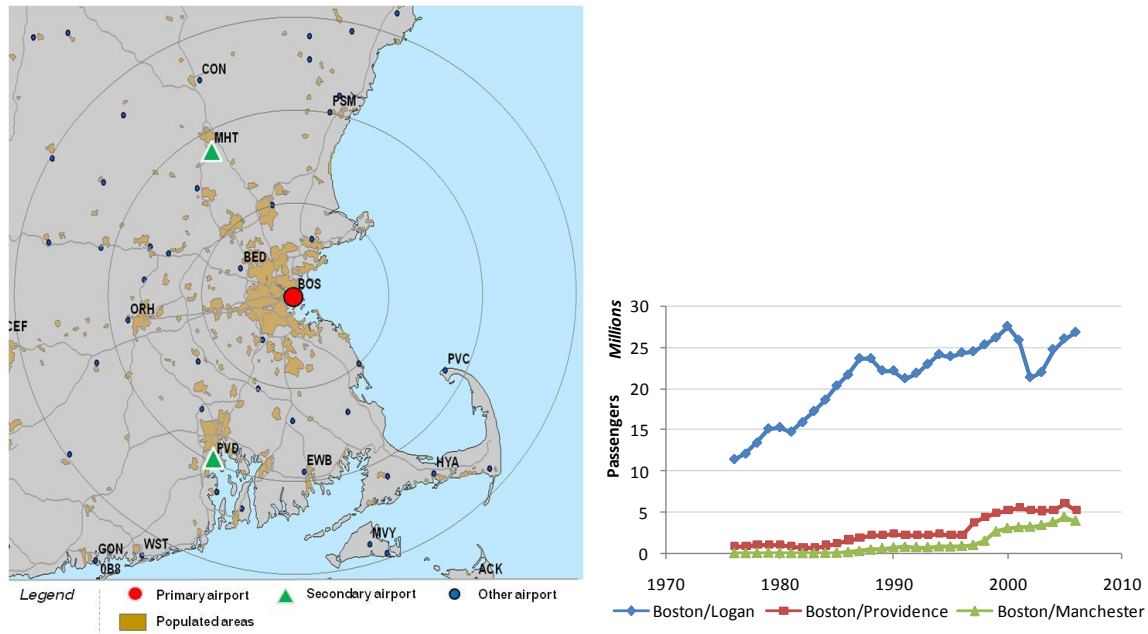 CON
PSM
MHT
BED
BOS
ORH
CEF
PVC
PVD
EWB
HYA
MVY
WST
GON
0B8
ACK
Legend
Primary airport
Secondary airport
Other airport
Populated areas
Millions
Passengers
30
25
20
15
10
5
0
1970 1980 1990 2000 2010
Boston/Logan Boston/Providence Boston/Manchester